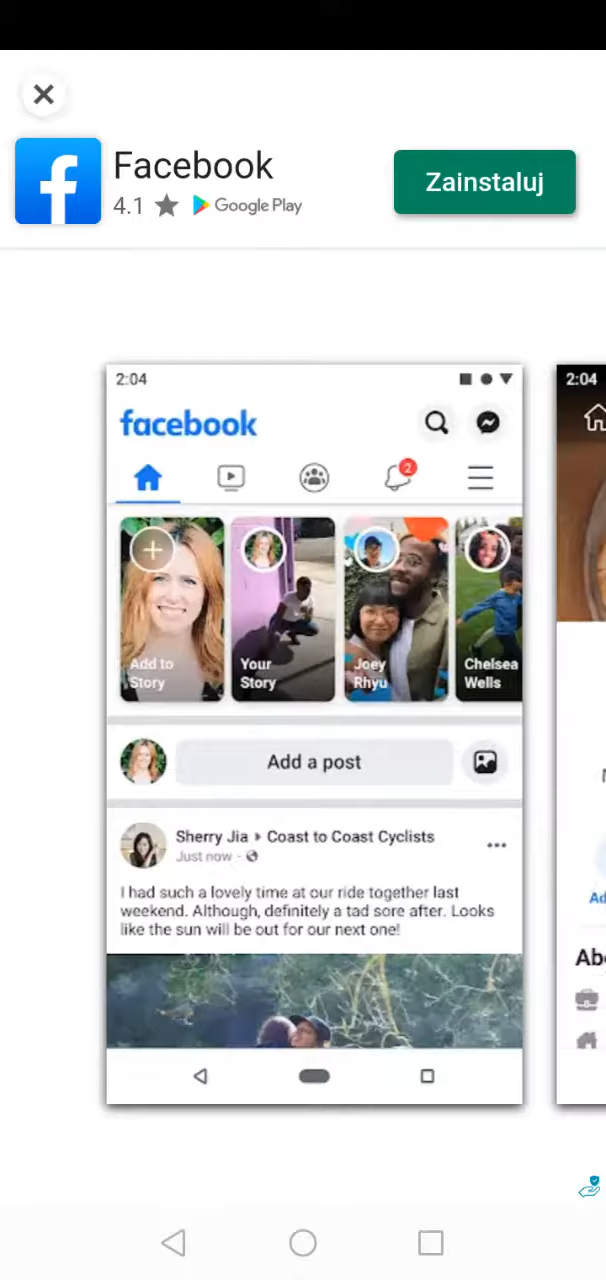 Facebook
4.1
Google Play
Zainstaluj
2:04
facebook
2
Add to
Story
Your
Story
Joey
Rhyu
Chelsea
Wells
Add a post
Sherry Jia ▸ Coast to Coast Cyclists
Just now ·
•••
I had such a lovely time at our ride together last
weekend. Although, definitely a tad sore after. Looks
like the sun will be out for our next one!
2:04